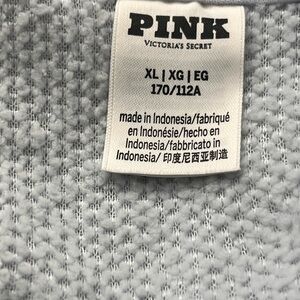 PINK
VICTORIA'S SECRET
XL | XG | EG
170/112A
made in Indonesia/fabriqué
en Indonésie/hecho en
Indonesia/fabbricato in
Indonesia/ 印度尼西亚制造